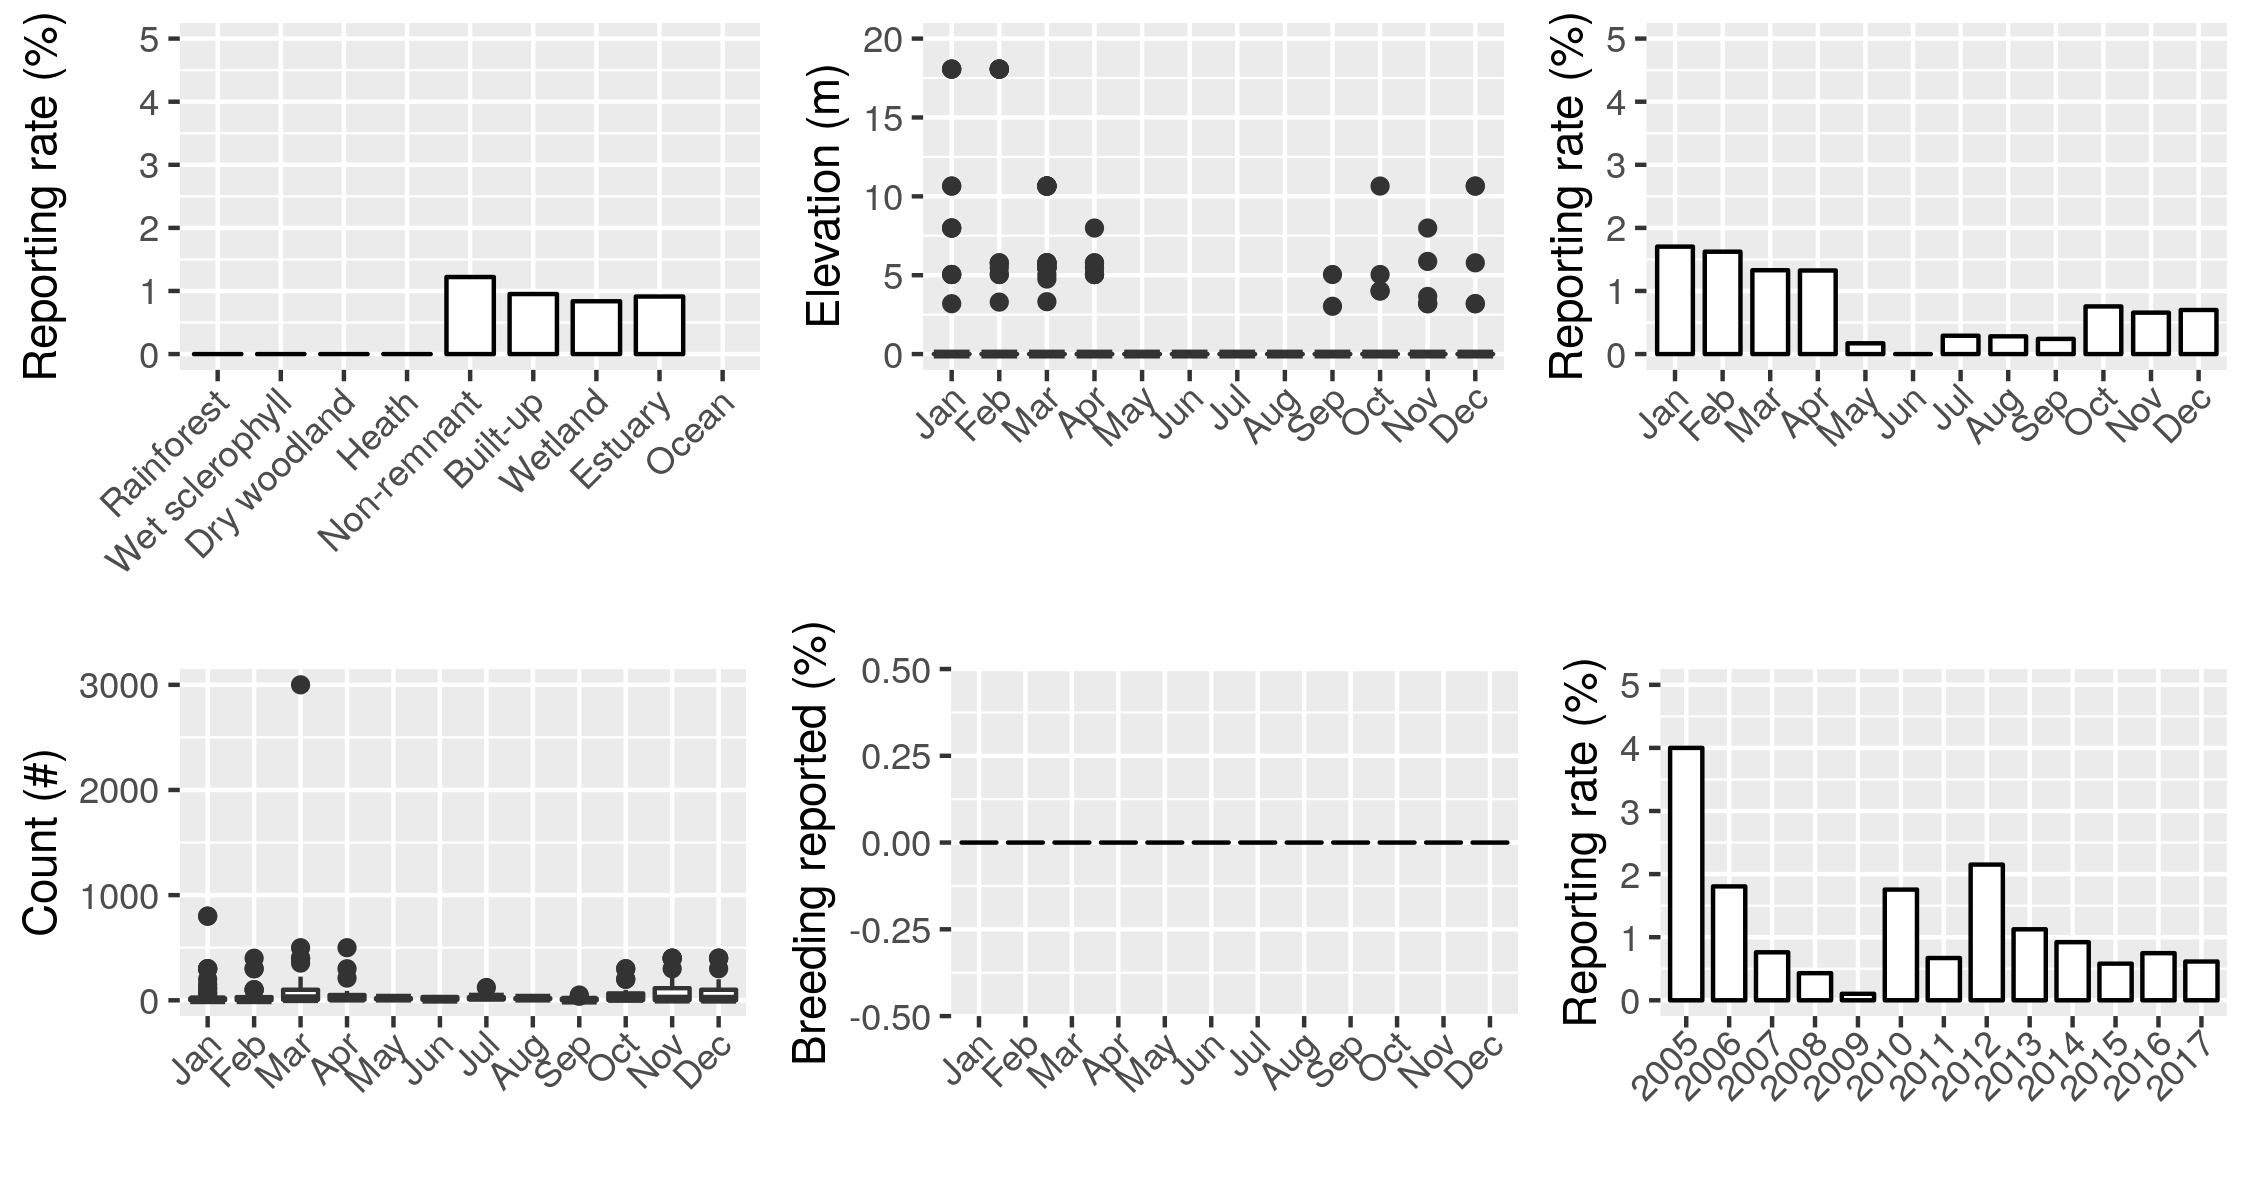 Reporting rate (%)
5
4
3
2
1
0
Rainforest
Wet sclerophyll
Dry woodland
Heath
Non-remnant
Built-up
Wetland
Estuary
Ocean
Elevation (m)
20
15
10
5
0
Jan
Feb
Mar
Apr
May
Jun
Jul
Aug
Sep
Oct
Nov
Dec
Reporting rate (%)
5
4
3
2
1
0
Jan
Feb
Mar
Apr
May
Jun
Jul
Aug
Sep
Oct
Nov
Dec
Count (#)
3000
2000
1000
0
Jan
Feb
Mar
Apr
May
Jun
Jul
Aug
Sep
Oct
Nov
Dec
Breeding reported (%)
0.50
0.25
0.00
-0.25
-0.50
Jan
Feb
Mar
Apr
May
Jun
Jul
Aug
Sep
Oct
Nov
Dec
Reporting rate (%)
5
4
3
2
1
0
2005
2006
2007
2008
2009
2010
2011
2012
2013
2014
2015
2016
2017